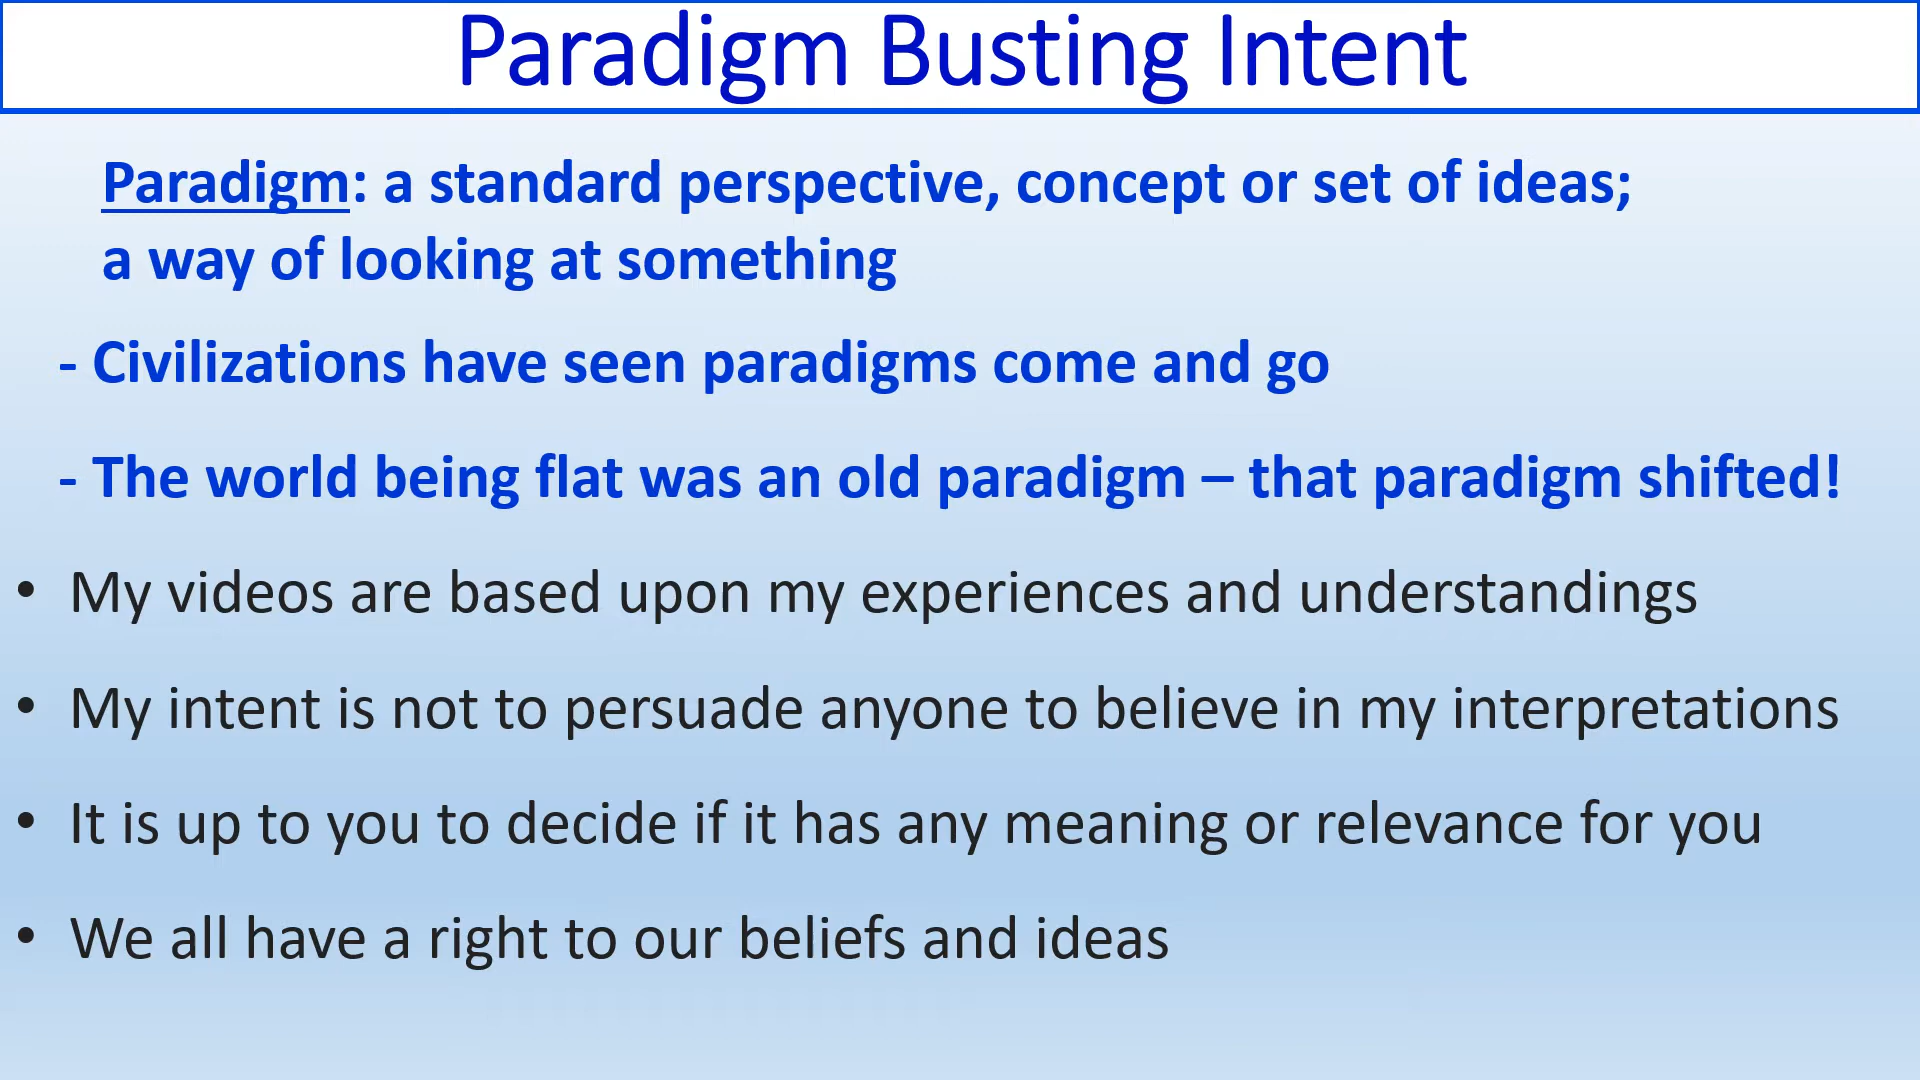 Paradigm Busting Intent
Paradigm: a standard perspective, concept or set of ideas;
a way of looking at something
- Civilizations have seen paradigms come and go
- The world being flat was an old paradigm – that paradigm shifted!
• My videos are based upon my experiences and understandings
• My intent is not to persuade anyone to believe in my interpretations
• It is up to you to decide if it has any meaning or relevance for you
• We all have a right to our beliefs and ideas